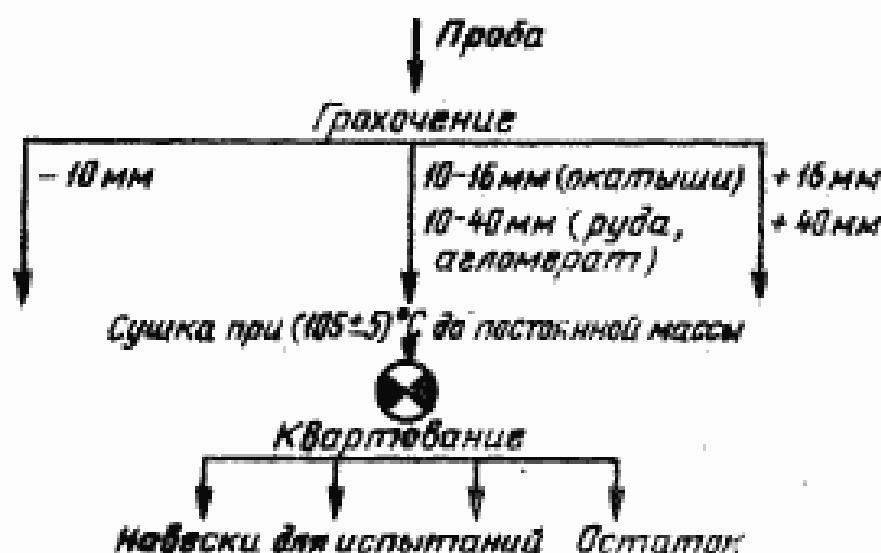 Проба
Грохочение
- 10 мм
10-16 мм (окатыши)
+ 16 мм
10-40 мм ( руда,
+ 40 мм
агломерат)
Сушка при (105±5)°С до постоянной массы
Квартование
Навески для испытаний
Остаток